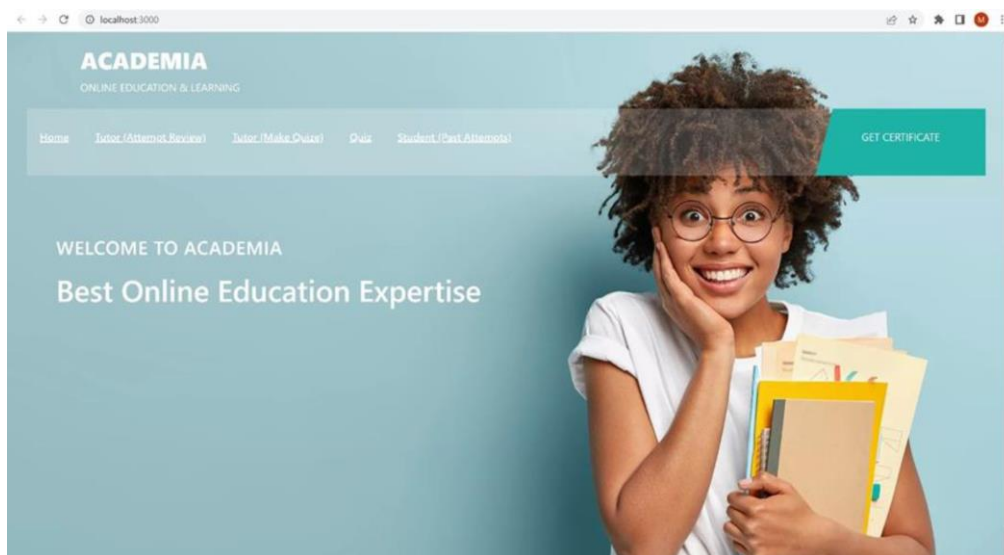 localhost:3000
M
ACADEMIA
ONLINE EDUCATION & LEARNING
Home Tutor (Attempt Review) Tutor (Make Quize) Quiz Student (Past Attempts)
GET CERTIFICATE
WELCOME TO ACADEMIA
Best Online Education Expertise